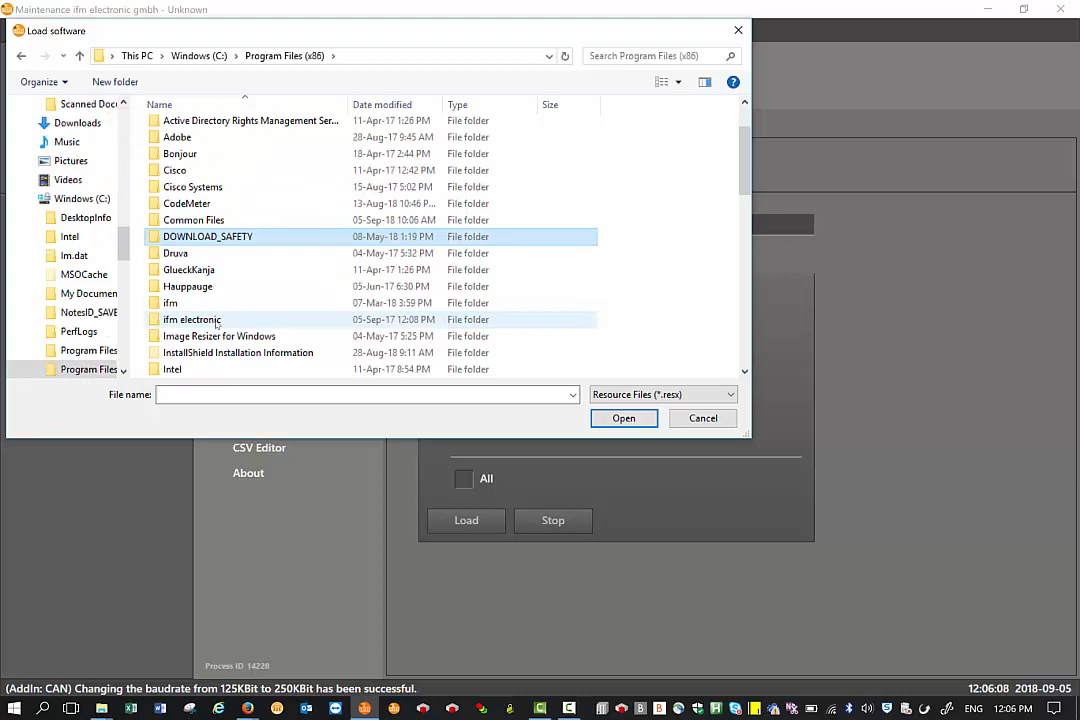 Maintenance ifm electronic gmbh - Unknown
Load software
This PC > Windows (C:) > Program Files (x86) >
Search Program Files (x86)
Organize
New folder
Name Date modified Type Size
Scanned Docu
Downloads
Music
Pictures
Videos
Windows (C:)
DesktopInfo
Intel
lm.dat
MSOCache
My Documen
NotesID_SAVE
PerfLogs
Program Files
Program Files
Active Directory Rights Management Ser... 11-Apr-17 1:26 PM File folder
Adobe 28-Aug-17 9:45 AM File folder
Bonjour 18-Apr-17 2:44 PM File folder
Cisco 11-Apr-17 12:42 PM File folder
Cisco Systems 15-Aug-17 5:02 PM File folder
CodeMeter 13-Aug-18 10:46 P... File folder
Common Files 05-Sep-18 10:06 AM File folder
DOWNLOAD_SAFETY 08-May-18 1:19 PM File folder
Druva 04-May-17 5:32 PM File folder
GlueckKanja 11-Apr-17 1:26 PM File folder
Hauppauge 05-Jun-17 6:30 PM File folder
ifm 07-Mar-18 3:59 PM File folder
ifm electronic 05-Sep-17 12:08 PM File folder
Image Resizer for Windows 04-May-17 5:25 PM File folder
InstallShield Installation Information 28-Aug-18 9:11 AM File folder
Intel 11-Apr-17 8:54 PM File folder
File name:
Resource Files (*.resx)
Open
Cancel
CSV Editor
About
All
Load
Stop
Process ID 14228
(AddIn: CAN) Changing the baudrate from 125KBit to 250KBit has been successful.
12:06:08 2018-09-05
ENG 12:06 PM